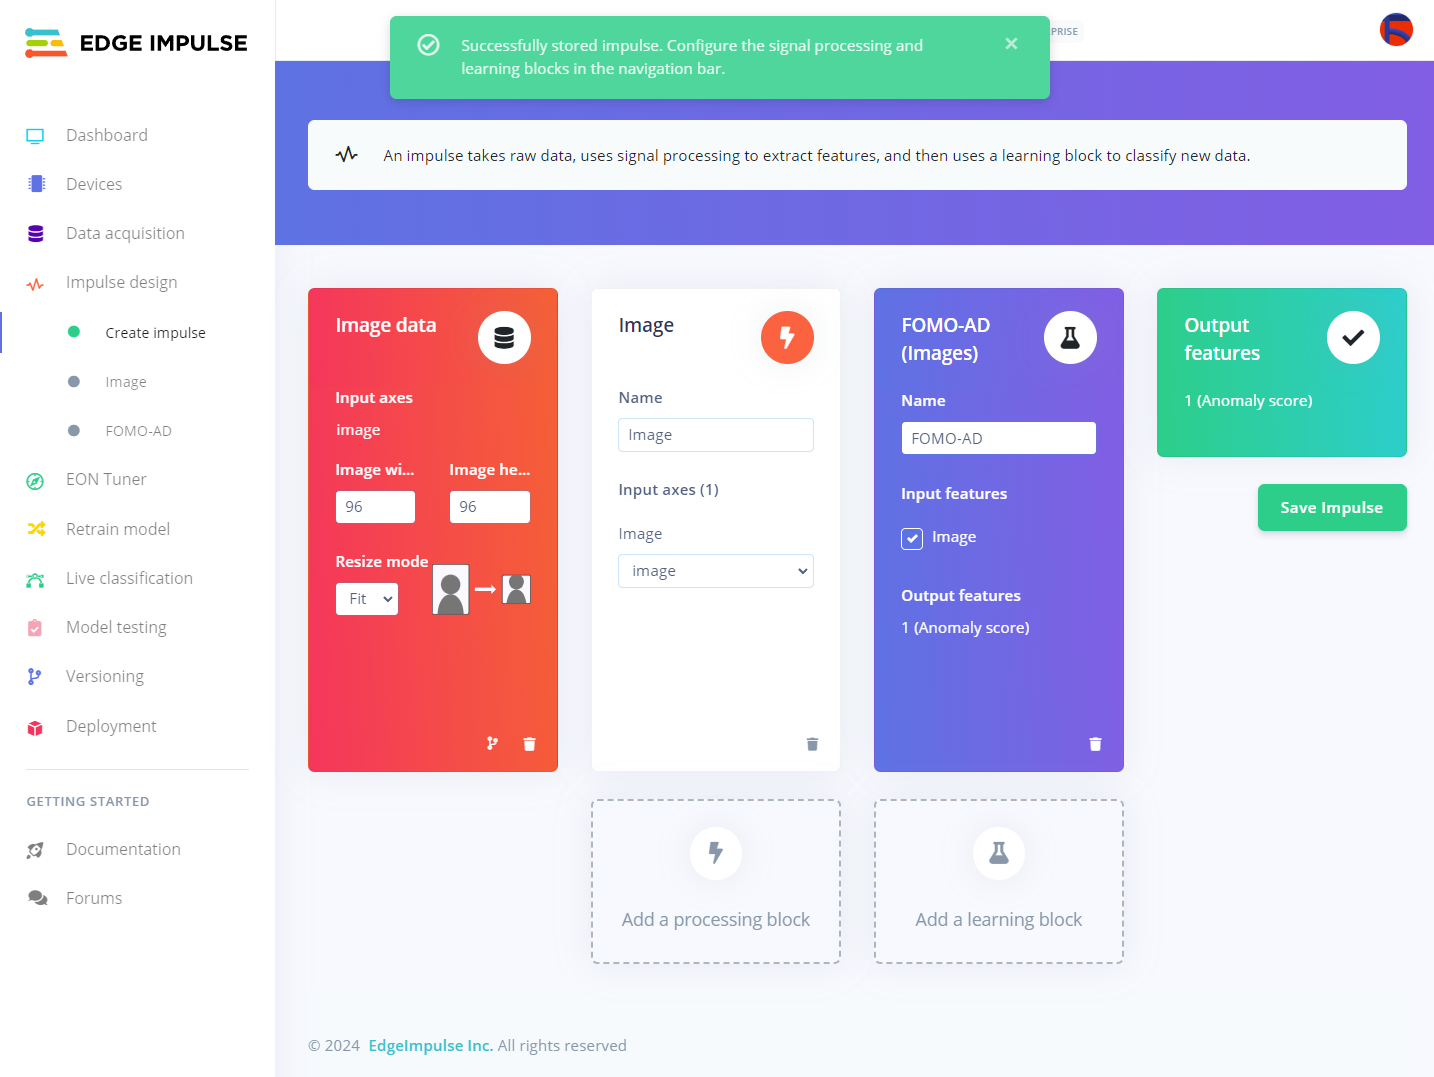 EDGE IMPULSE
Dashboard
Devices
Data acquisition
Impulse design
Create impulse
Image
FOMO-AD
EON Tuner
Retrain model
Live classification
Model testing
Versioning
Deployment
GETTING STARTED
Documentation
Forums
Successfully stored impulse. Configure the signal processing and
learning blocks in the navigation bar.
PRISE
An impulse takes raw data, uses signal processing to extract features, and then uses a learning block to classify new data.
Image data
Input axes
image
Image wi... Image he...
96 96
Resize mode
Fit
Image
Name
Image
Input axes (1)
Image
image
FOMO-AD
(Images)
Name
FOMO-AD
Input features
Image
Output features
1 (Anomaly score)
Output
features
1 (Anomaly score)
Save Impulse
Add a processing block
Add a learning block
© 2024 EdgeImpulse Inc. All rights reserved